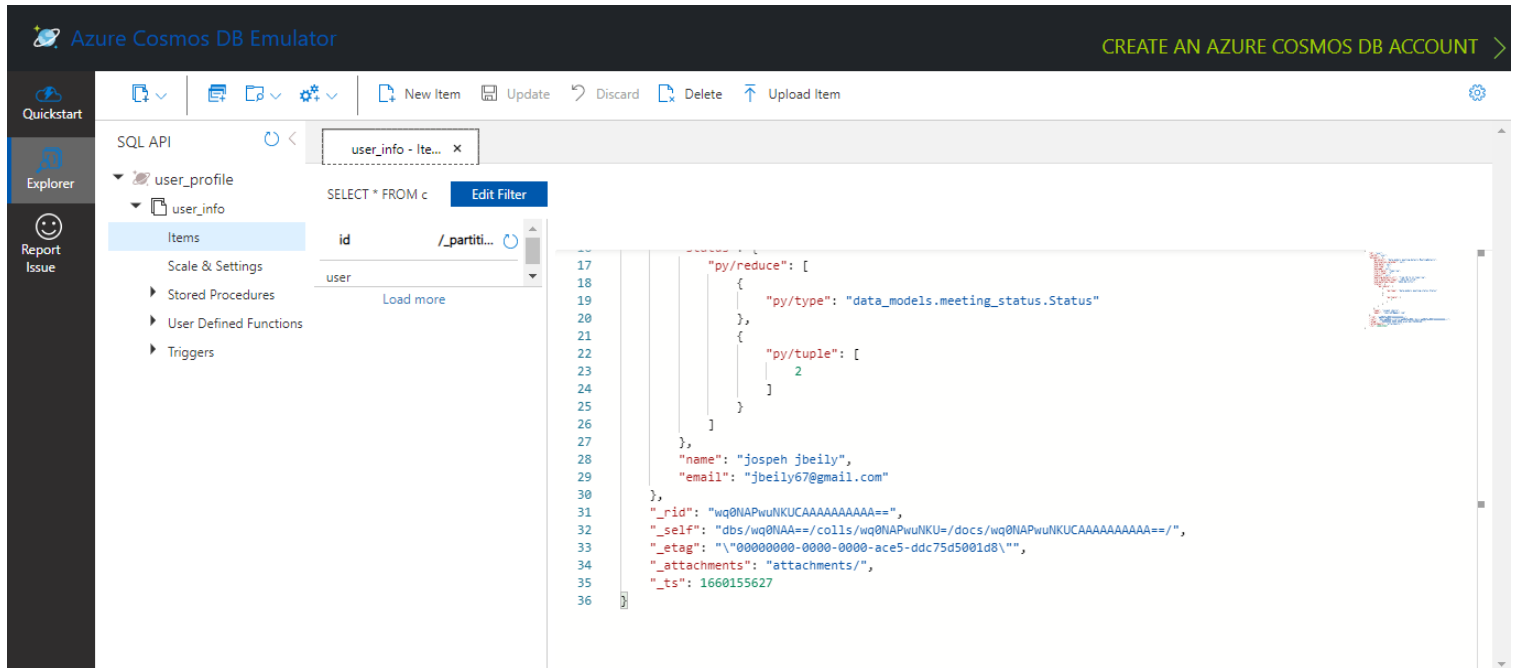 Azure Cosmos DB Emulator
CREATE AN AZURE COSMOS DB ACCOUNT
Quickstart
Explorer
Report
Issue
New Item
Update
Discard
Delete
Upload Item
SQL API
user_profile
user_info
Items
Scale & Settings
Stored Procedures
User Defined Functions
Triggers
user_info - Ite...
SELECT * FROM c
Edit Filter
id /_partiti...
user
Load more
17 "py/reduce": [
18 {
19 "py/type": "data_models.meeting_status.Status"
20 },
21 {
22 "py/tuple": [
23 2
24 ]
25 }
26 ]
27 },
28 "name": "jospeh jbeily",
29 "email": "jbeily67@gmail.com"
30 },
31 "_rid": "wq0NAPwuNKUCAAAAAAAAAA==",
32 "_self": "dbs/wq0NAA==/colls/wq0NAPwuNKU=/docs/wq0NAPwuNKUCAAAAAAAAAA==/",
33 "_etag": "\"00000000-0000-0000-ace5-ddc75d5001d8\"",
34 "_attachments": "attachments/",
35 "_ts": 1660155627
36 }